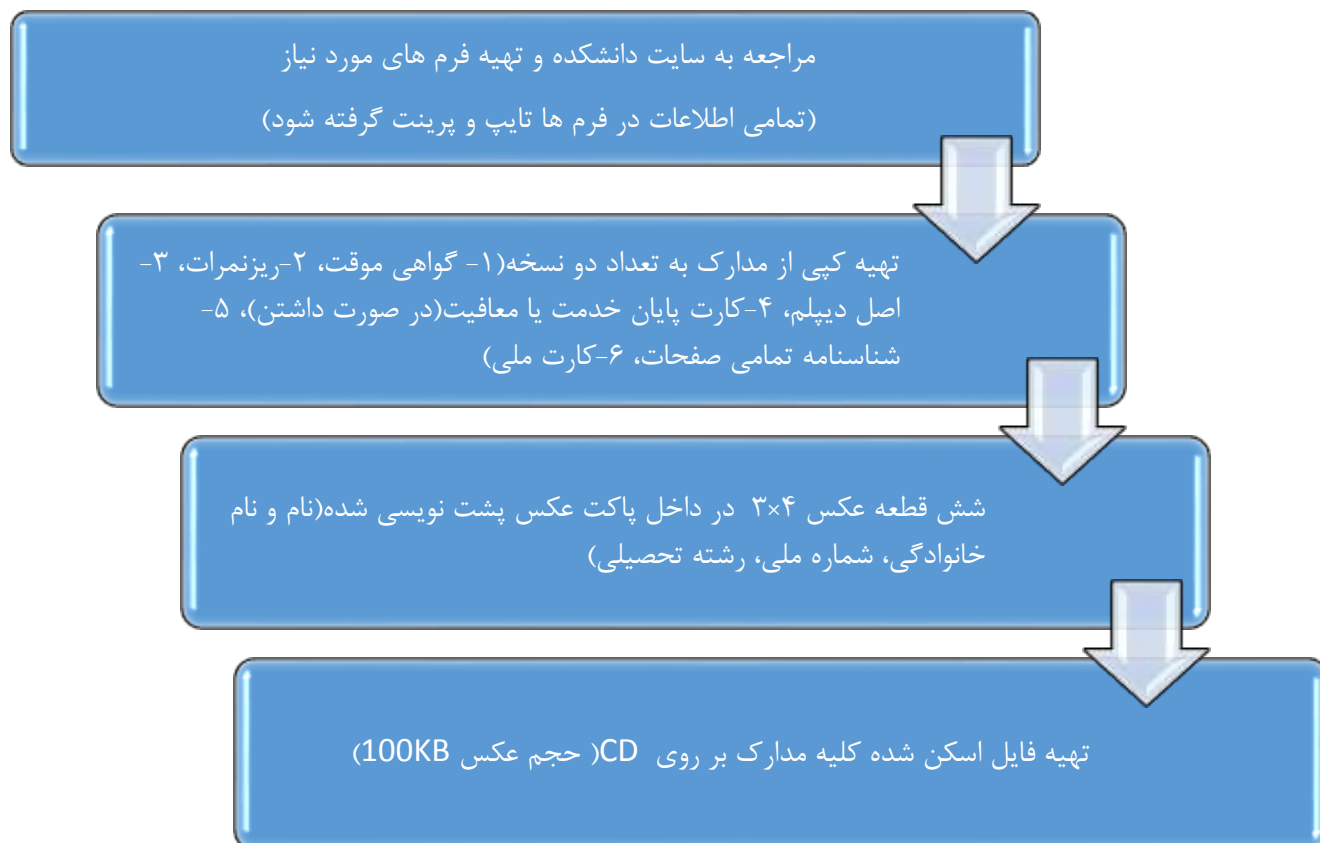 مراجعه به سایت دانشکده و تهیه فرم های مورد نیاز
(تمامی اطلاعات در فرم ها تایپ و پرینت گرفته شود)
تهیه کپی از مدارک به تعداد دو نسخه(۱- گواهی موقت، ۲-ریزنمرات، ۳-
اصل دیپلم، ۴-کارت پایان خدمت یا معافیت(در صورت داشتن)، ۵-
شناسنامه تمامی صفحات، ۶-کارت ملی)
شش قطعه عکس ۴×۳ در داخل پاکت عکس پشت نویسی شده(نام و نام
خانوادگی، شماره ملی، رشته تحصیلی)
تهیه فایل اسکن شده کلیه مدارک بر روی CD( حجم عکس 100KB)